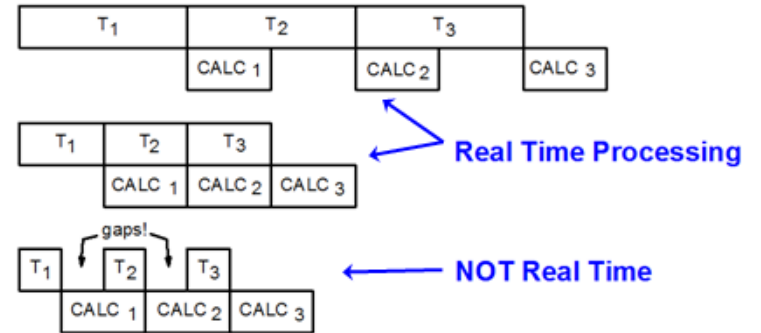 T1 T2 T3
CALC 1 CALC 2 CALC 3
T1 T2 T3
Real Time Processing
CALC 1 CALC 2 CALC 3
gaps!
T1 T2 T3
NOT Real Time
CALC 1 CALC 2 CALC 3